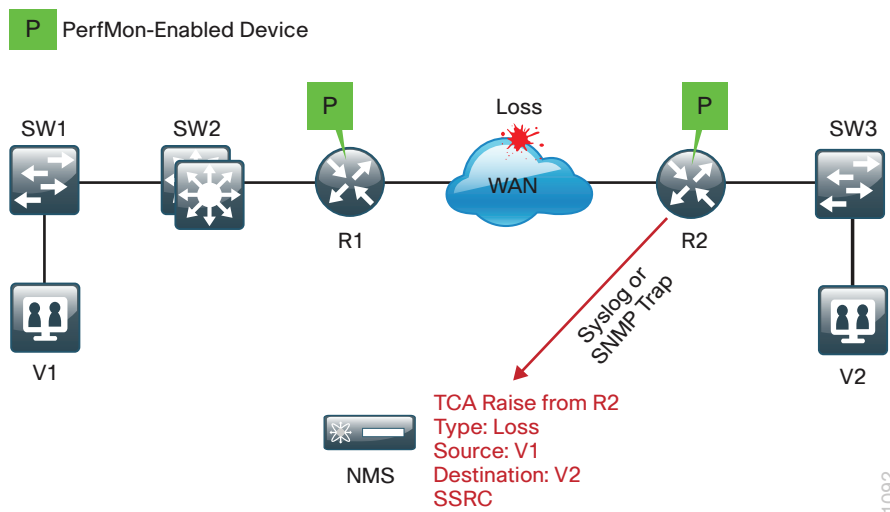 P PerfMon-Enabled Device
P
Loss
P
SW1
SW2
SW3
WAN
R1
R2
Syslog or
SNMP Trap
V1
V2
TCA Raise from R2
Type: Loss
Source: V1
Destination: V2
SSRC
NMS
1092